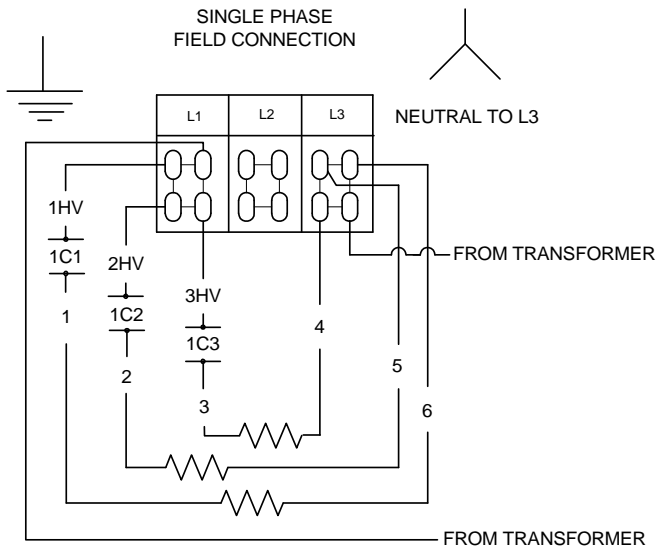 SINGLE PHASE
FIELD CONNECTION
L1
L2
L3
NEUTRAL TO L3
1HV
1C1
2HV
1C2
3HV
1C3
FROM TRANSFORMER
1
2
3
4
5
6
FROM TRANSFORMER